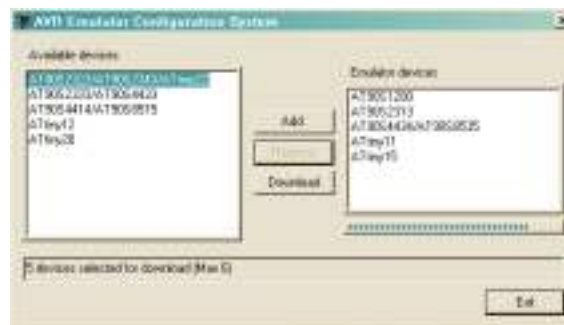 AVR Emulator Configuration System
Available devices
AT90S2323/AT90S2343/ATtiny22
AT90S2333/AT90S4433
AT90S4414/AT90S8515
ATtiny12
ATtiny28
Add
Remove
Download
Emulator devices
AT90S1200
AT90S2313
AT90S4434/AT90S8535
ATtiny11
ATtiny15
5 devices selected for download (Max 5)
Exit